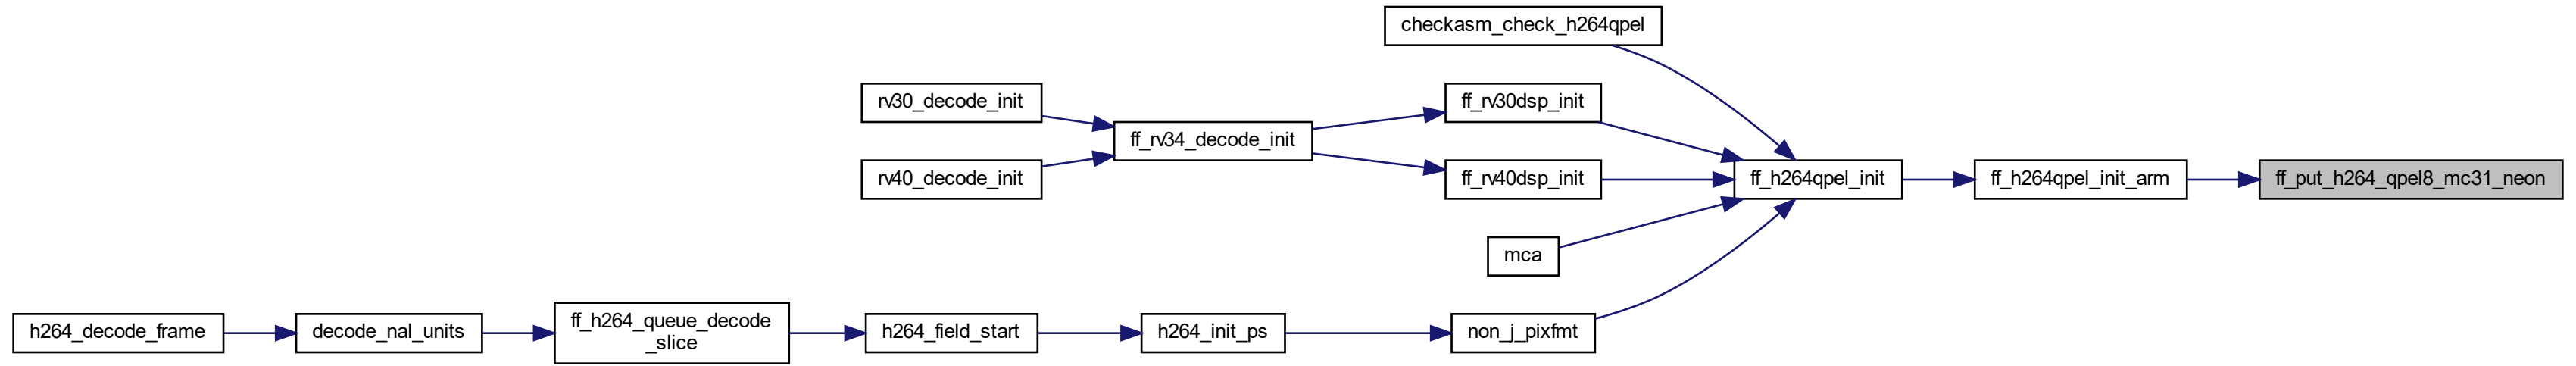 checkasm_check_h264qpel
rv30_decode_init
ff_rv30dsp_init
ff_rv34_decode_init
rv40_decode_init
ff_rv40dsp_init
ff_h264qpel_init
ff_h264qpel_init_arm
ff_put_h264_qpel8_mc31_neon
mca
h264_decode_frame
decode_nal_units
ff_h264_queue_decode
_slice
h264_field_start
h264_init_ps
non_j_pixfmt